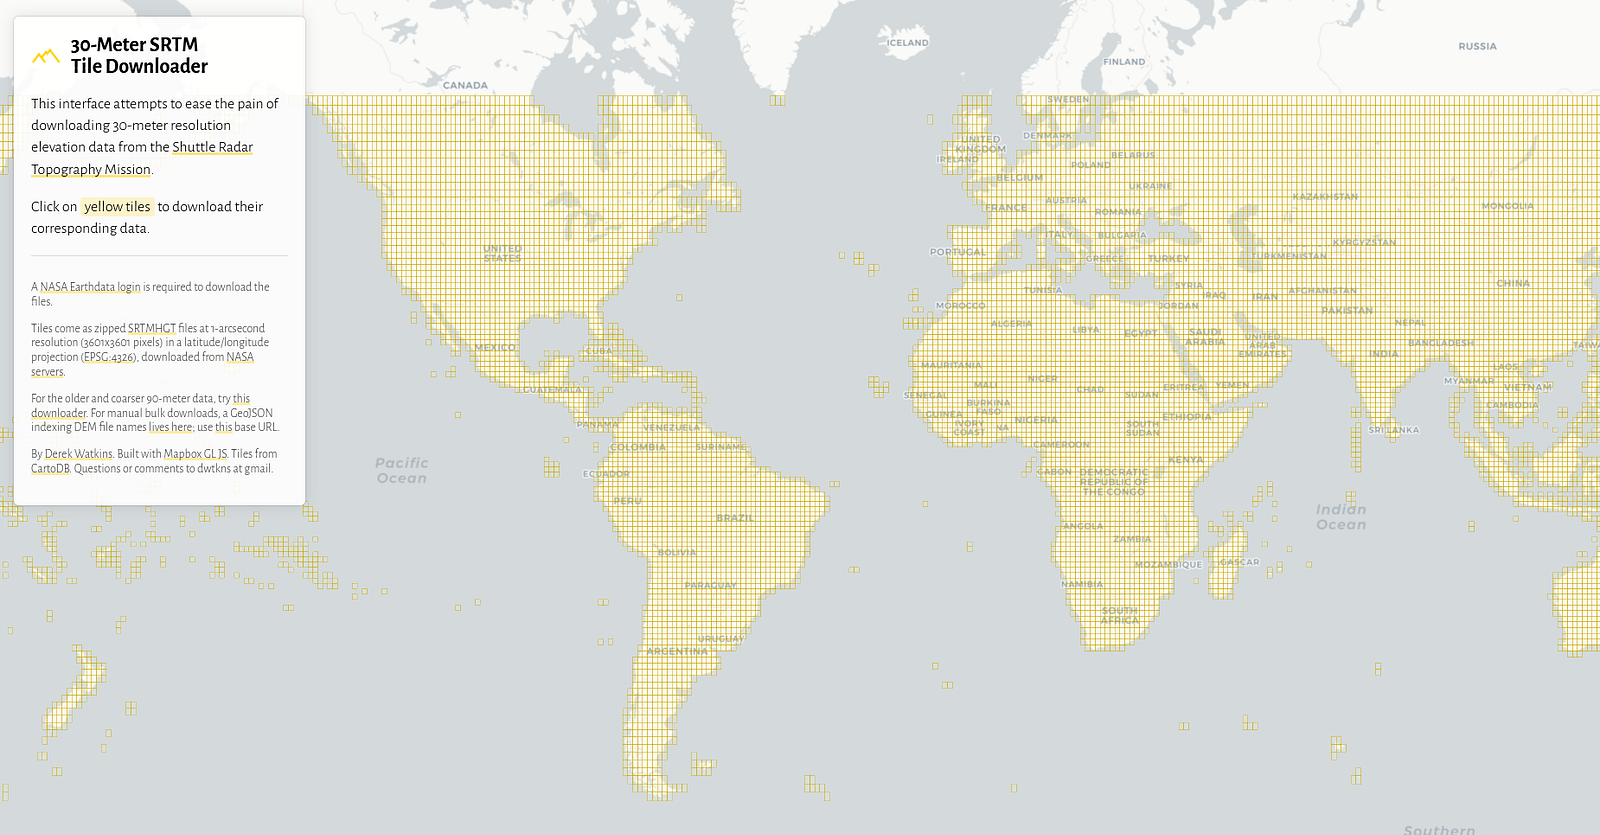 30-Meter SRTM
Tile Downloader
This interface attempts to ease the pain of
downloading 30-meter resolution
elevation data from the Shuttle Radar
Topography Mission.
Click on yellow tiles to download their
corresponding data.
A NASA Earthdata login is required to download the
files.
Tiles come as zipped SRTMHGT files at 1-arcsecond
resolution (3601x3601 pixels) in a latitude/longitude
projection (EPSG:4326), downloaded from NASA
servers.
For the older and coarser 90-meter data, try this
downloader. For manual bulk downloads, a GeoJSON
indexing DEM file names lives here; use this base URL.
By Derek Watkins. Built with Mapbox GL JS. Tiles from
CartoDB. Questions or comments to dwtkns at gmail.
ICELAND
RUSSIA
FINLAND
CANADA
SWEDEN
DENMARK
UNITED
KINGDOM
IRELAND
BELARUS
POLAND
BELGIUM
UKRAINE
KAZAKHSTAN
AUSTRIA
FRANCE
ROMANIA
MONGOLIA
ITALY
BULGARIA
KYRGYZSTAN
UNITED
STATES
PORTUGAL
GREECE
TURKEY
TURKMENISTAN
CHINA
SYRIA
TUNISIA
IRAQ
IRAN
AFGHANISTAN
MOROCCO
JORDAN
PAKISTAN
ALGERIA
LIBYA
EGYPT
SAUDI
ARABIA
NEPAL
UNITED
ARAB
EMIRATES
BANGLADESH
TAIW
MEXICO
CUBA
INDIA
MAURITANIA
LAOS
MALI
NIGER
CHAD
SUDAN
ERITREA
YEMEN
MYANMAR
VIETNAM
GUATEMALA
SENEGAL
BURKINA
FASO
CAMBODIA
GUINEA
NIGERIA
ETHIOPIA
PANAMA
VENEZUELA
IVORY
COAST
NA
SOUTH
SUDAN
SRI LANKA
COLOMBIA
SURINAME
CAMEROON
Pacific
Ocean
ECUADOR
GABON
DEMOCRATIC
REPUBLIC OF
THE CONGO
KENYA
PERU
BRAZIL
Indian
Ocean
ANGOLA
ZAMBIA
BOLIVIA
MOZAMBIQUE
GASCAR
PARAGUAY
NAMIBIA
SOUTH
AFRICA
URUGUAY
ARGENTINA
Southern